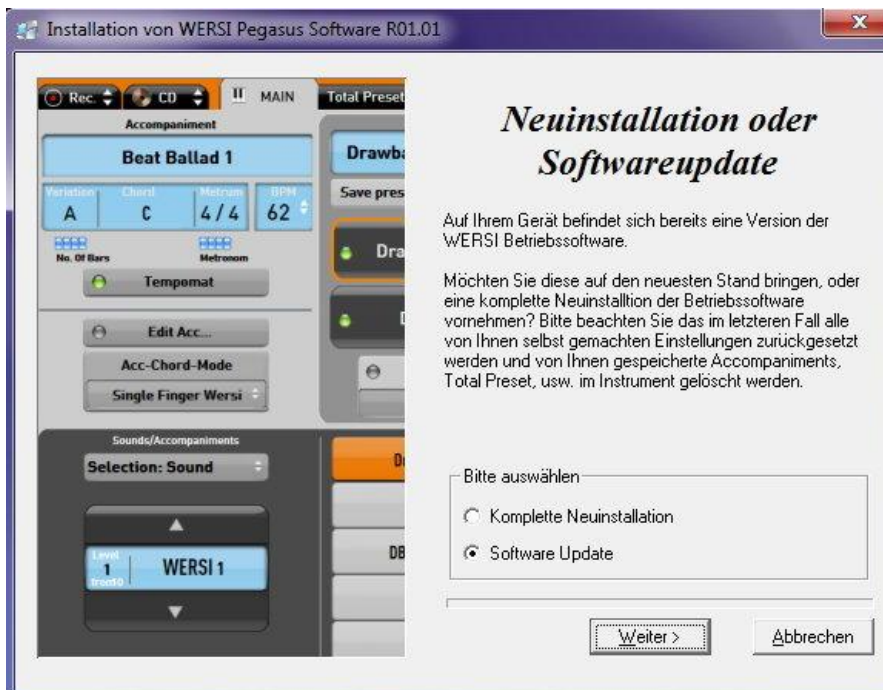 Installation von WERSI Pegasus Software R01.01
Rec.
CD
MAIN
Total Preset
Accompaniment
Beat Ballad 1
Variation Chord Metrum BPM
A C 4/4 62
No. Of Bars Metronom
Tempomat
Edit Acc...
Acc-Chord-Mode
Single Finger Wersi
Sounds/Accompaniments
Selection: Sound
Level
1
WERSI 1
Save pres
DB
Neuinstallation oder
Softwareupdate
Auf Ihrem Gerät befindet sich bereits eine Version der
WERSI Betriebssoftware.
Möchten Sie diese auf den neuesten Stand bringen, oder
eine komplette Neuinstalltion der Betriebssoftware
vornehmen? Bitte beachten Sie das im letzteren Fall alle
von Ihnen selbst gemachten Einstellungen zurückgesetzt
werden und von Ihnen gespeicherte Accompaniments,
Total Preset, usw. im Instrument gelöscht werden.
Bitte auswählen
Komplette Neuinstallation
Software Update
Weiter >
Abbrechen